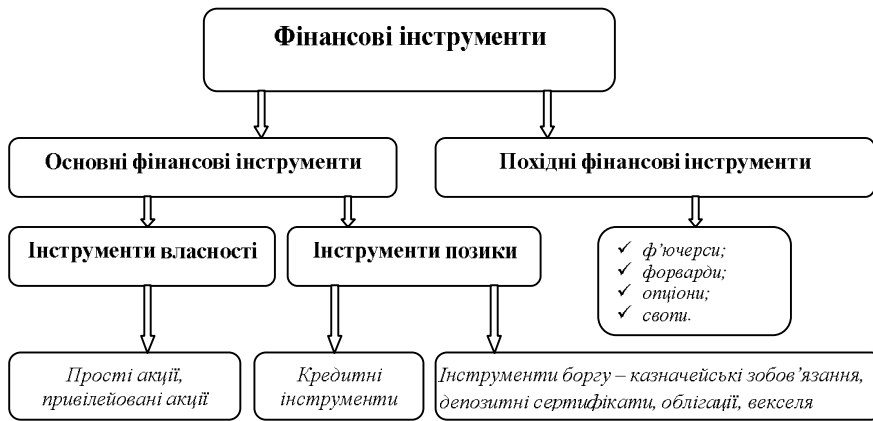 Фінансові інструменти
Основні фінансові інструменти
Похідні фінансові інструменти
Інструменти власності
Інструменти позики
✓ ф'ючерси;
✓ форварди;
✓ опціони;
✓ свопи.
Прості акції,
привілейовані акції
Кредитні
інструменти
Інструменти боргу – казначейські зобов'язання,
депозитні сертифікати, облігації, векселя